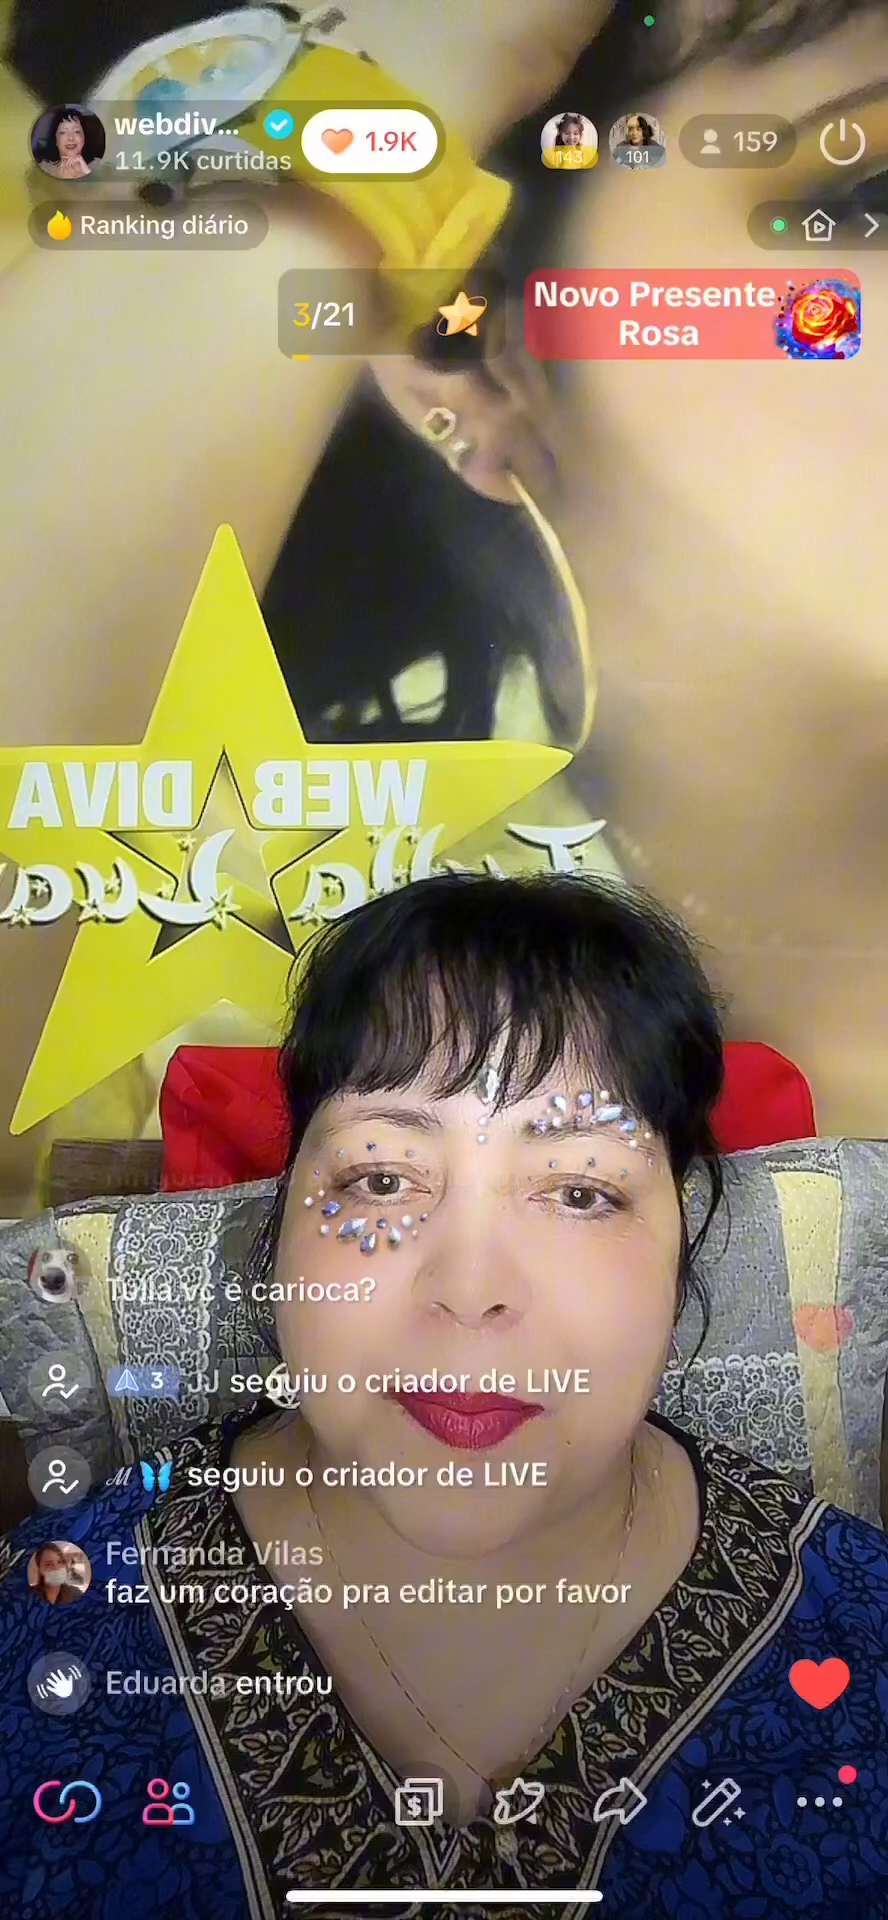 webdiv...
1.9K
11.9K curtidas
143
101
159
Ranking diário
3/21
Novo Presente
Rosa
WEB DIVA
Tulla Luana
Tulla vc é carioca?
3 JJ seguiu o criador de LIVE
M seguiu o criador de LIVE
Fernanda Vilas
faz um coração pra editar por favor
Eduarda entrou
$